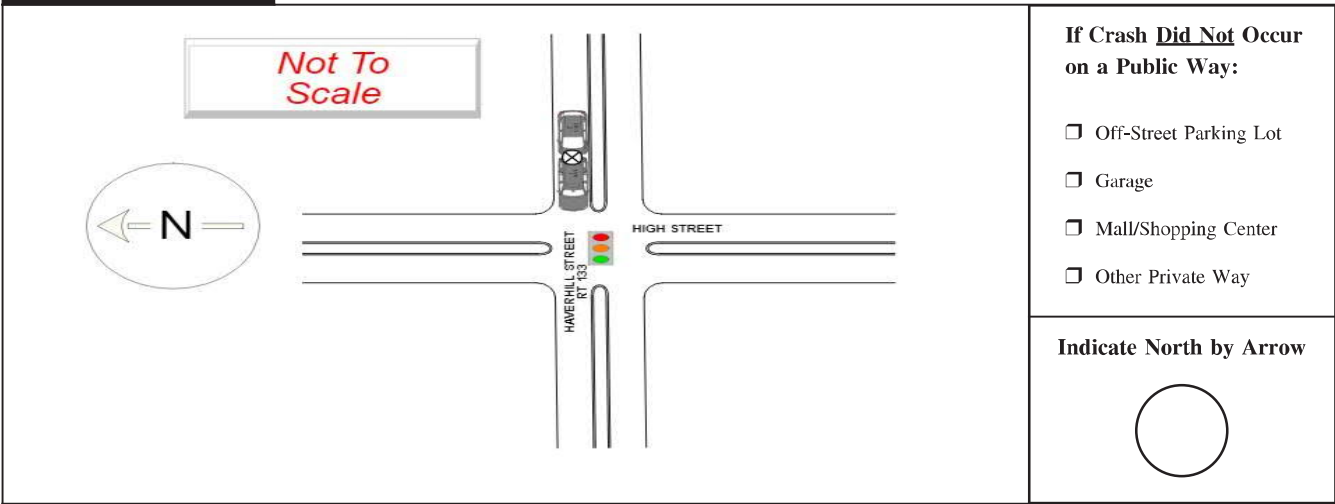 Not To
Scale
N
HIGH STREET
HAVERHILL STREET
RT 133
If Crash Did Not Occur
on a Public Way:
❒ Off-Street Parking Lot
❒ Garage
❒ Mall/Shopping Center
❒ Other Private Way
Indicate North by Arrow